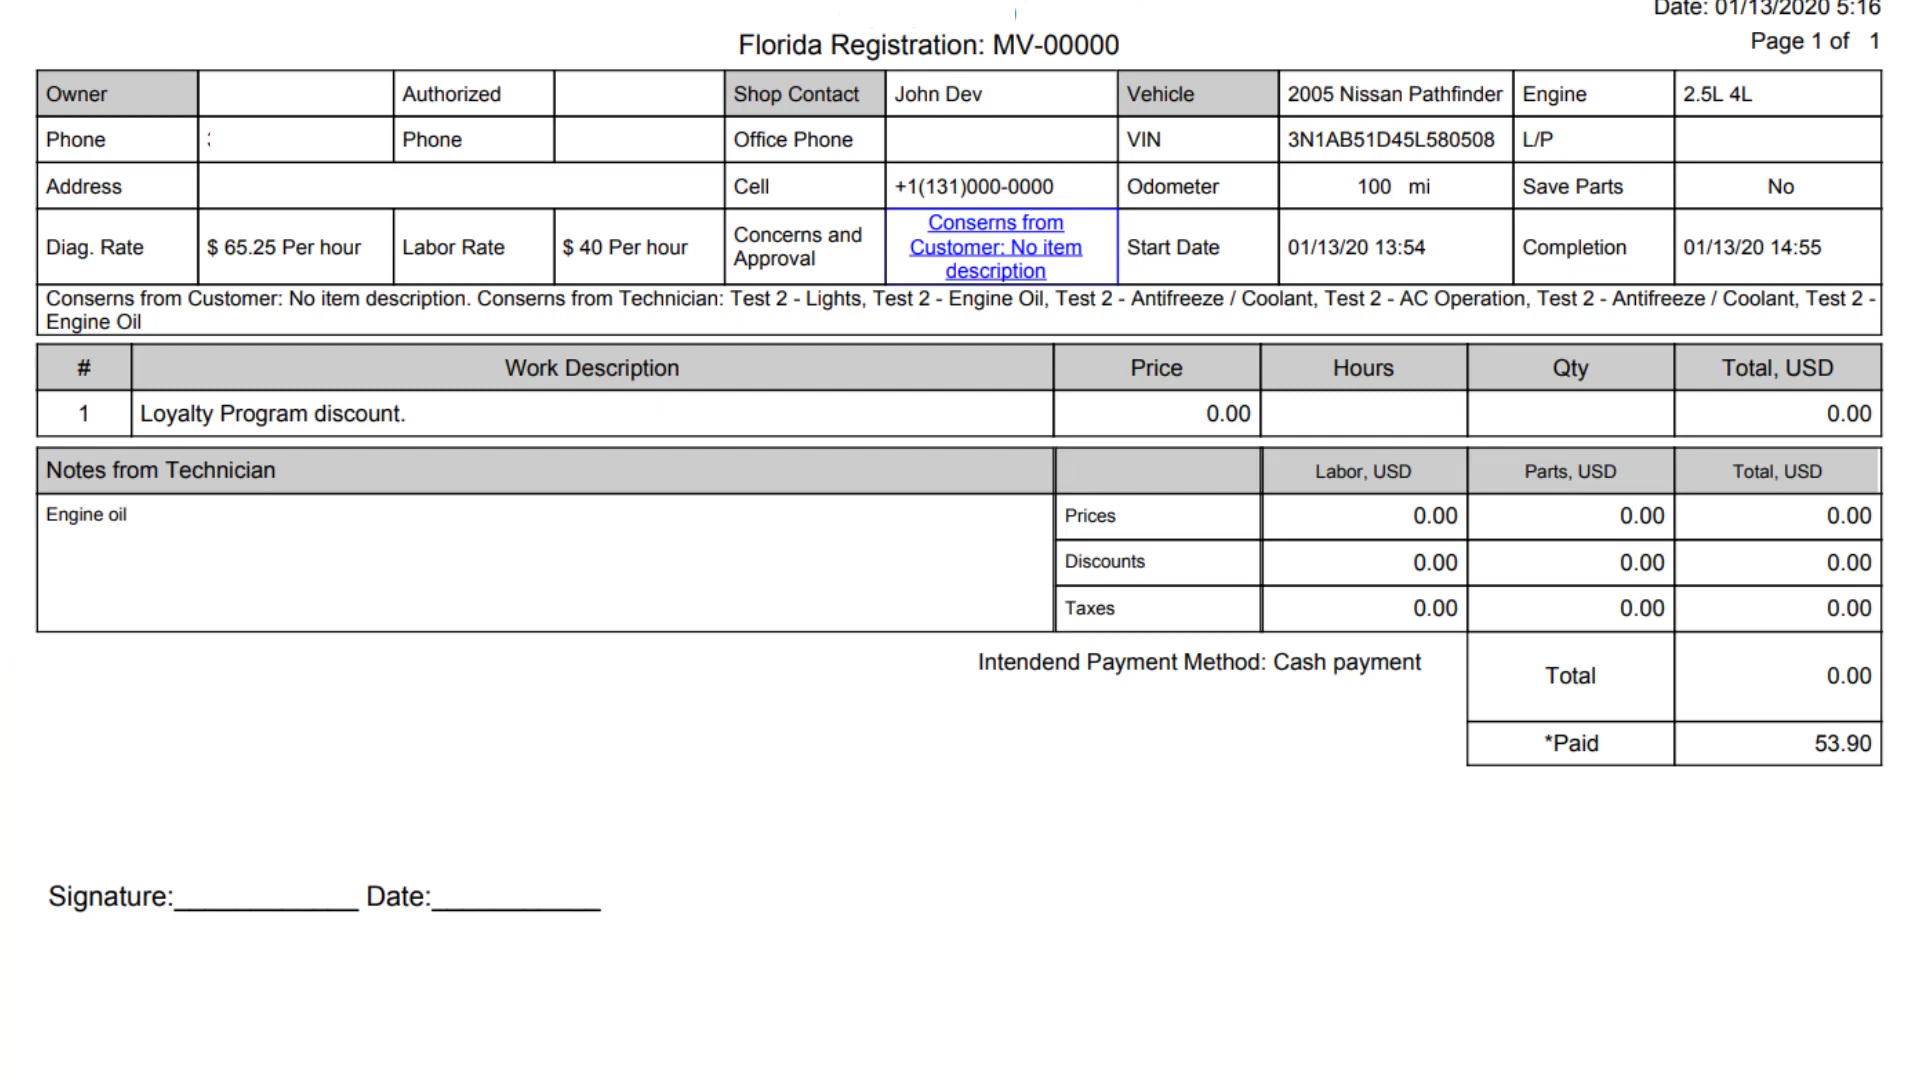 Date: 01/13/2020 5:16
Florida Registration: MV-00000
Page 1 of 1
Owner Authorized Shop Contact John Dev Vehicle 2005 Nissan Pathfinder Engine 2.5L 4L
Phone Phone Office Phone VIN 3N1AB51D45L580508 L/P
Address Cell +1(131)000-0000 Odometer 100 mi Save Parts No
Diag. Rate $ 65.25 Per hour Labor Rate $ 40 Per hour
Concerns and
Approval
Conserns from
Customer: No item
description
Start Date 01/13/20 13:54 Completion 01/13/20 14:55
Conserns from Customer: No item description. Conserns from Technician: Test 2 - Lights, Test 2 - Engine Oil, Test 2 - Antifreeze / Coolant, Test 2 - AC Operation, Test 2 - Antifreeze / Coolant, Test 2 -
Engine Oil
# Work Description Price Hours Qty Total, USD
1 Loyalty Program discount. 0.00 0.00
Notes from Technician Labor, USD Parts, USD Total, USD
Engine oil Prices 0.00 0.00 0.00
Discounts 0.00 0.00 0.00
Taxes 0.00 0.00 0.00
Intendend Payment Method: Cash payment
Total 0.00
*Paid 53.90
Signature:____________ Date:___________